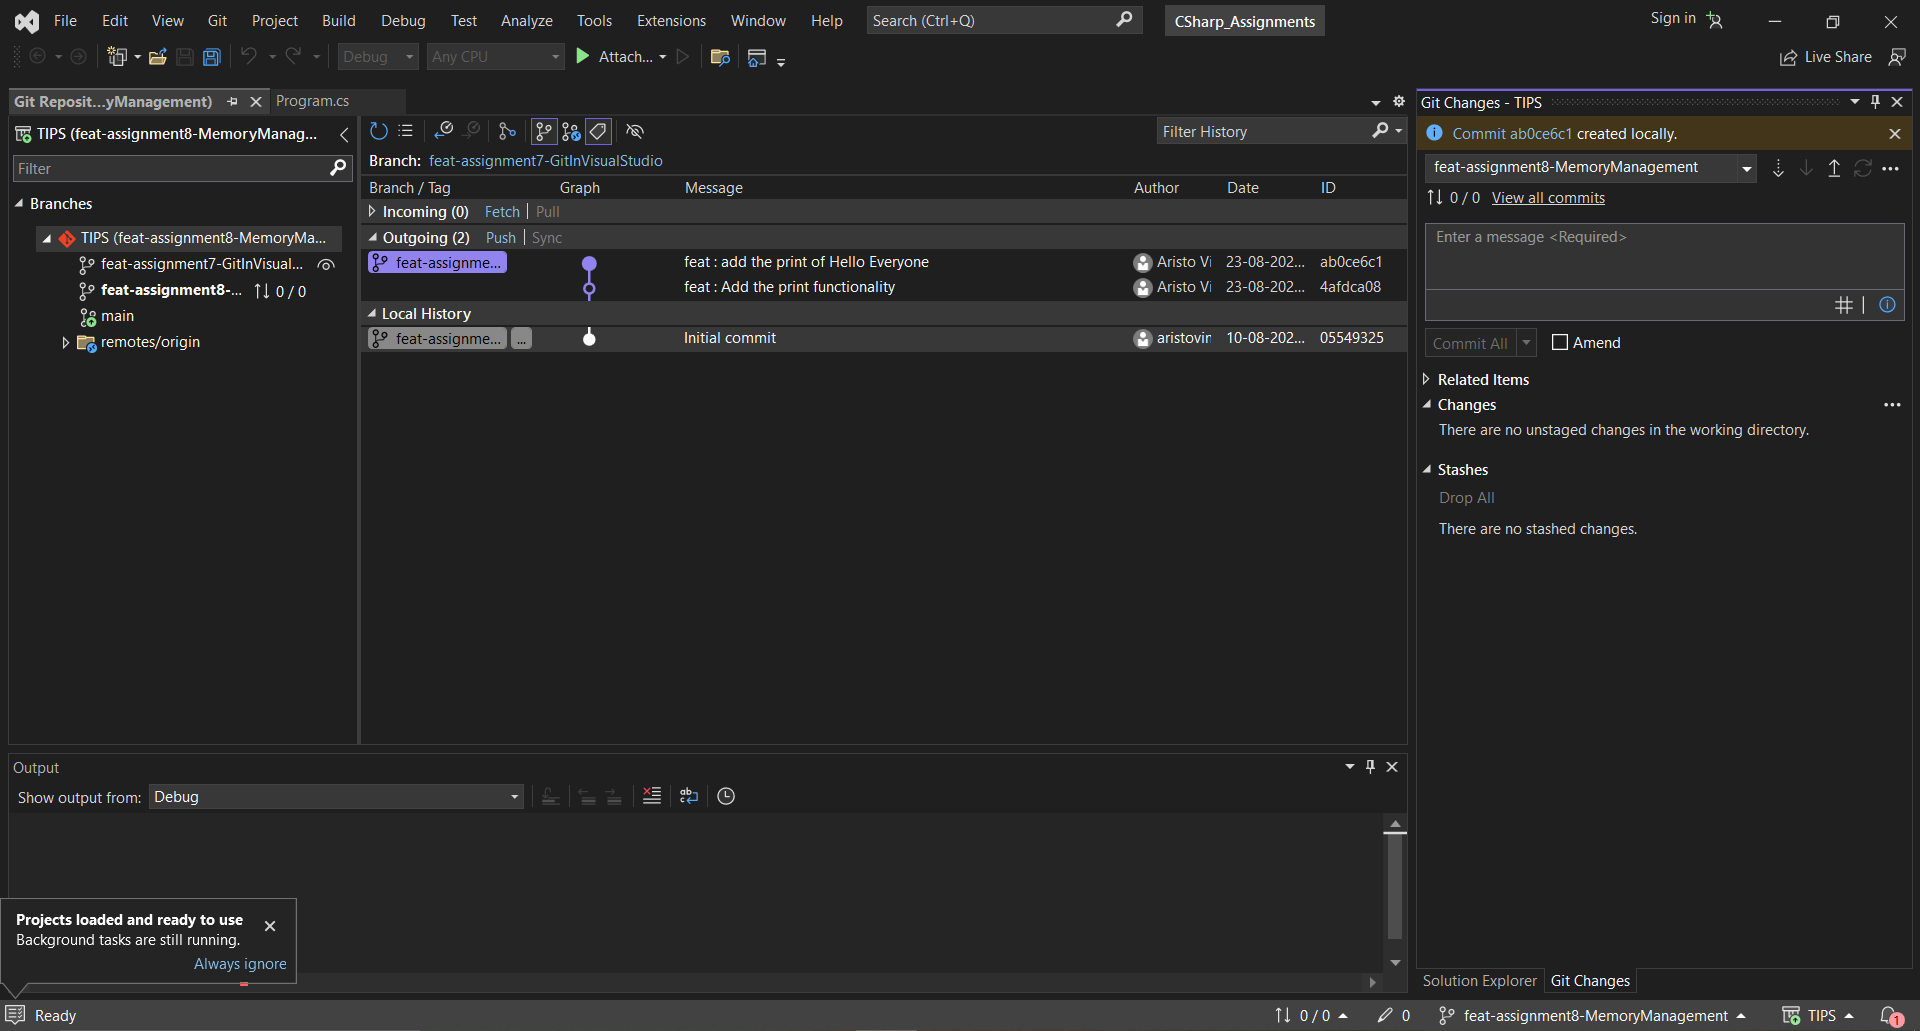 File Edit View Git Project Build Debug Test Analyze Tools Extensions Window Help Search (Ctrl+Q) CSharp_Assignments Sign in
Debug Any CPU Attach... Live Share
Git Reposit...yManagement) Program.cs
TIPS (feat-assignment8-MemoryManag...
Filter
Branches
TIPS (feat-assignment8-MemoryMa...
feat-assignment7-GitInVisual...
feat-assignment8-... 0 / 0
main
remotes/origin
Filter History
Branch: feat-assignment7-GitInVisualStudio
Branch / Tag Graph Message Author Date ID
Incoming (0) Fetch Pull
Outgoing (2) Push Sync
feat-assignme... feat : add the print of Hello Everyone Aristo Vi 23-08-202... ab0ce6c1
feat : Add the print functionality Aristo Vi 23-08-202... 4afdca08
Local History
feat-assignme... ... Initial commit aristovin 10-08-202... 05549325
Git Changes - TIPS
Commit ab0ce6c1 created locally.
feat-assignment8-MemoryManagement
0 / 0 View all commits
Enter a message <Required>
Commit All Amend
Related Items
Changes
There are no unstaged changes in the working directory.
Stashes
Drop All
There are no stashed changes.
Output
Show output from: Debug
Projects loaded and ready to use
Background tasks are still running.
Always ignore
Solution Explorer Git Changes
Ready 0 / 0 0 feat-assignment8-MemoryManagement TIPS 1